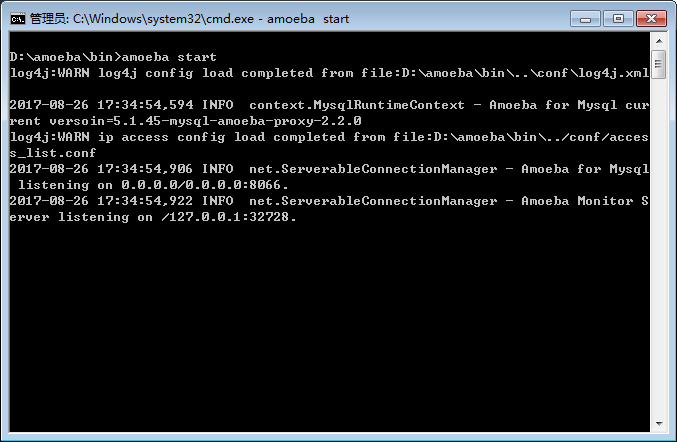 管理员: C:\Windows\system32\cmd.exe - amoeba  start
D:\amoeba\bin>amoeba start
log4j:WARN log4j config load completed from file:D:\amoeba\bin\..\conf\log4j.xml
2017-08-26 17:34:54,594 INFO  context.MysqlRuntimeContext - Amoeba for Mysql cur
rent versoin=5.1.45-mysql-amoeba-proxy-2.2.0
log4j:WARN ip access config load completed from file:D:\amoeba\bin\../conf/acces
s_list.conf
2017-08-26 17:34:54,906 INFO  net.ServerableConnectionManager - Amoeba for Mysql
 listening on 0.0.0.0/0.0.0.0:8066.
2017-08-26 17:34:54,922 INFO  net.ServerableConnectionManager - Amoeba Monitor S
erver listening on /127.0.0.1:32728.